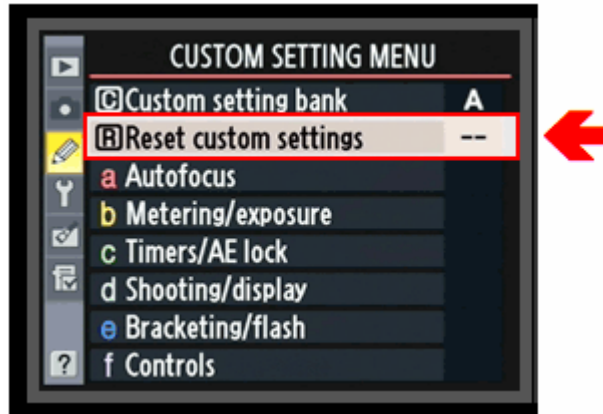 CUSTOM SETTING MENU
C Custom setting bank A
R Reset custom settings --
a Autofocus
b Metering/exposure
c Timers/AE lock
d Shooting/display
e Bracketing/flash
? f Controls